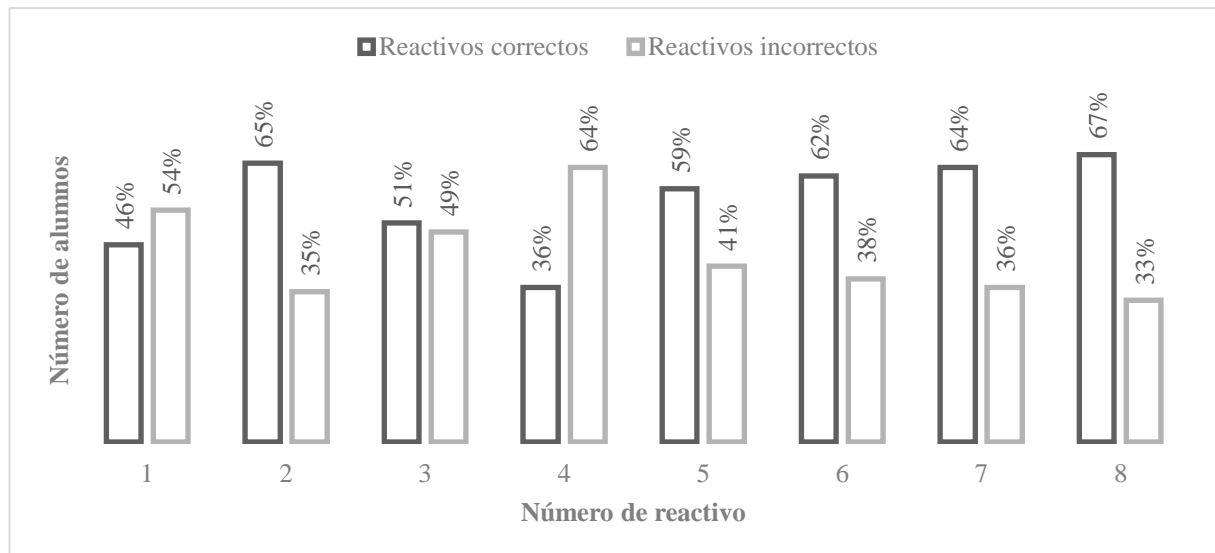 Reactivos correctos Reactivos incorrectos
46% 54% 65% 35% 51% 49% 36% 64% 59% 41% 62% 38% 64% 36% 67% 33%
Número de alumnos
1 2 3 4 5 6 7 8
Número de reactivo